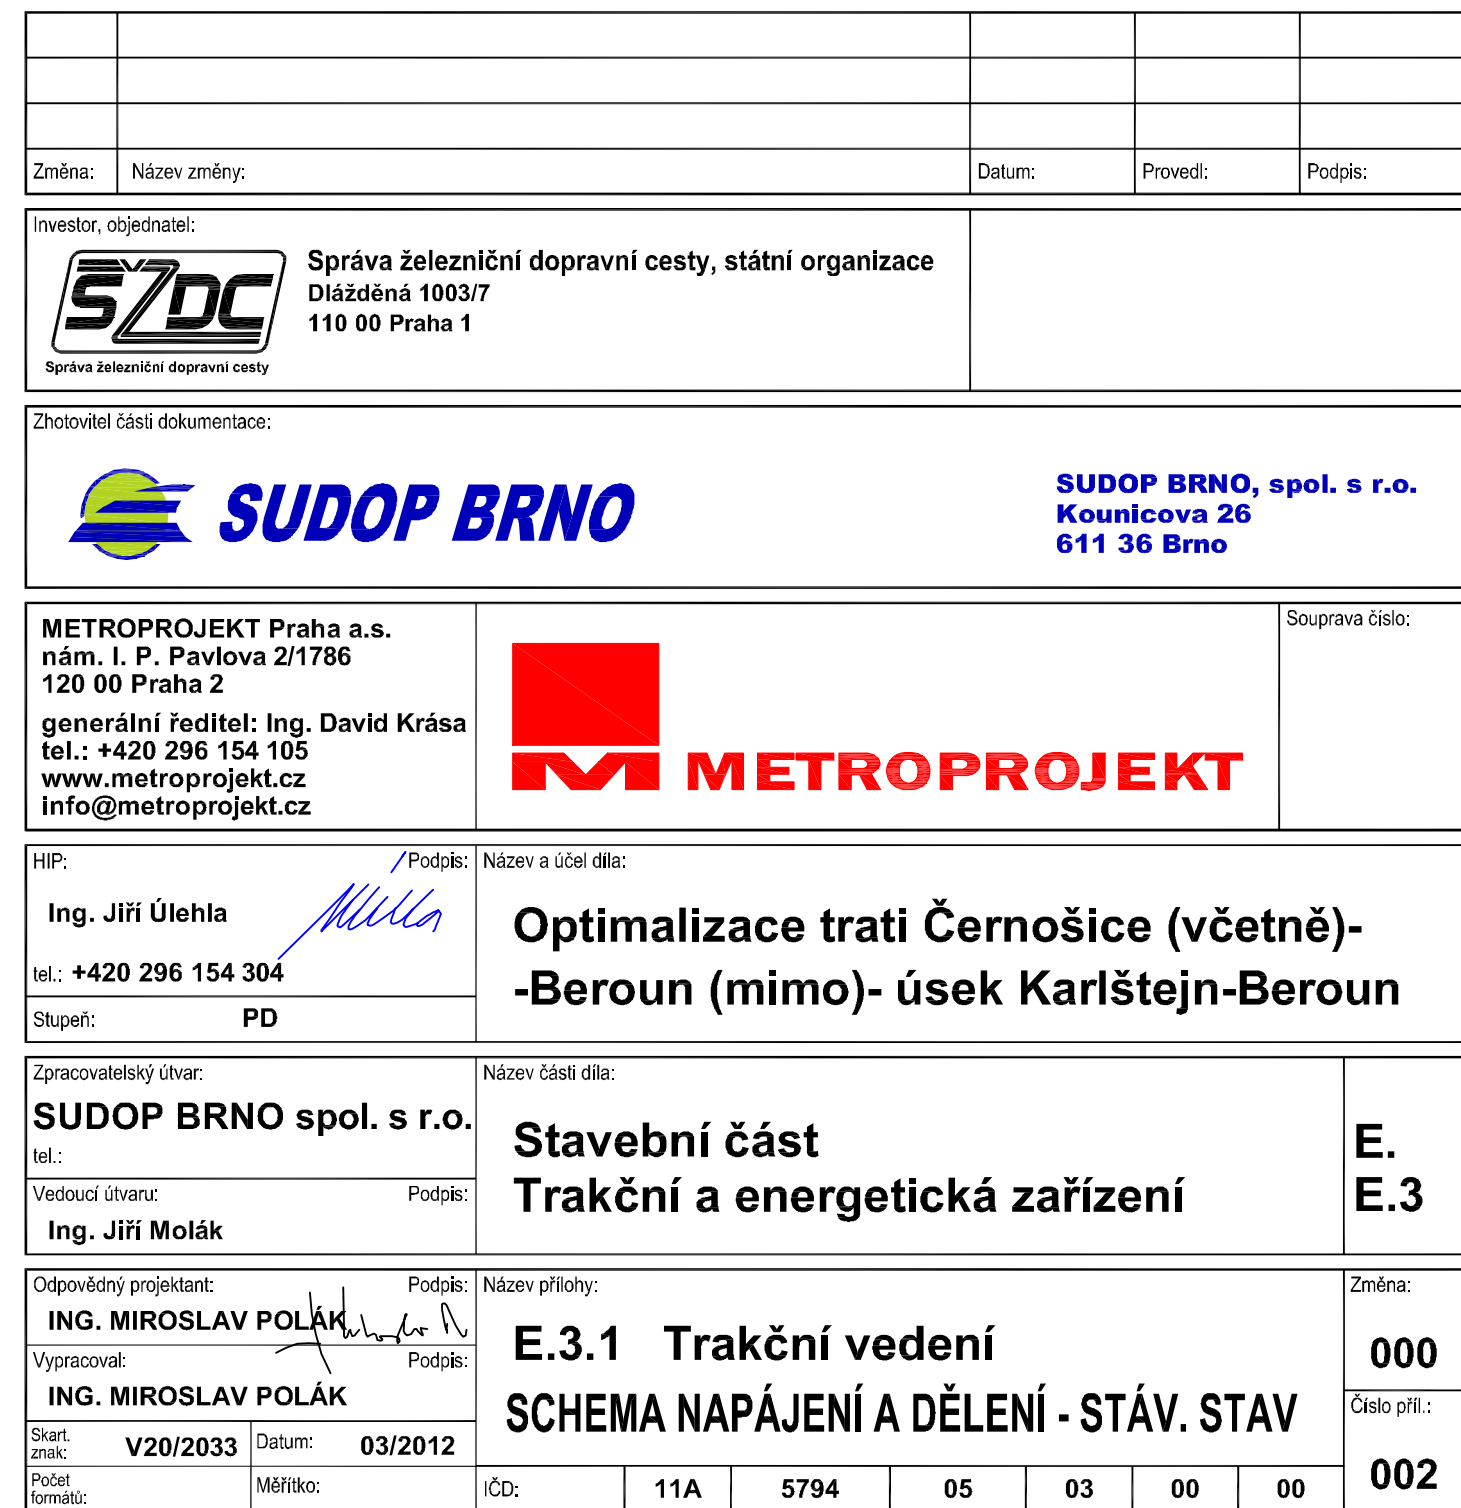 Změna: Název změny: Datum: Provedl: Podpis:
Investor, objednatel:
SŽDC
Správa železniční dopravní cesty
Správa železniční dopravní cesty, státní organizace
Dlážděná 1003/7
110 00 Praha 1
Zhotovitel části dokumentace:
SUDOP BRNO
SUDOP BRNO, spol. s r.o.
Kounicova 26
611 36 Brno
METROPROJEKT Praha a.s.
nám. I. P. Pavlova 2/1786
120 00 Praha 2
generální ředitel: Ing. David Krása
tel.: +420 296 154 105
www.metroprojekt.cz
info@metroprojekt.cz
M METROPROJEKT
Souprava číslo:
HIP: Podpis:
Ing. Jiří Úlehla
tel.: +420 296 154 304
Stupeň: PD
Název a účel díla:
Optimalizace trati Černošice (včetně)-
-Beroun (mimo)- úsek Karlštejn-Beroun
Zpracovatelský útvar:
SUDOP BRNO spol. s r.o.
tel.:
Vedoucí útvaru: Podpis:
Ing. Jiří Molák
Název části díla:
Stavební část
Trakční a energetická zařízení
E.
E.3
Odpovědný projektant: Podpis:
ING. MIROSLAV POLÁK
Vypracoval: Podpis:
ING. MIROSLAV POLÁK
Skart. znak: V20/2033 Datum: 03/2012
Počet formátů: Měřítko:
Název přílohy:
E.3.1 Trakční vedení
SCHEMA NAPÁJENÍ A DĚLENÍ - STÁV. STAV
IČD: 11A 5794 05 03 00 00
Změna:
000
Číslo příl.:
002